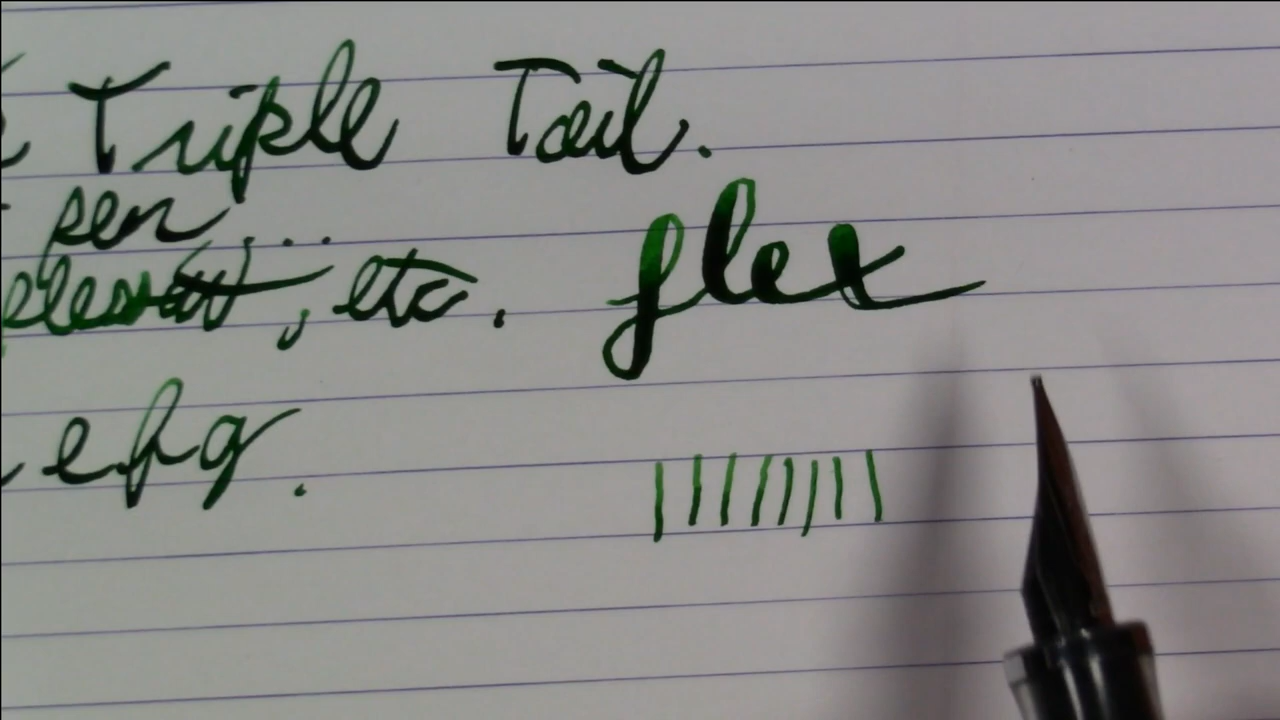 Triple Tail.
pen ...
, etc. flex
efg.